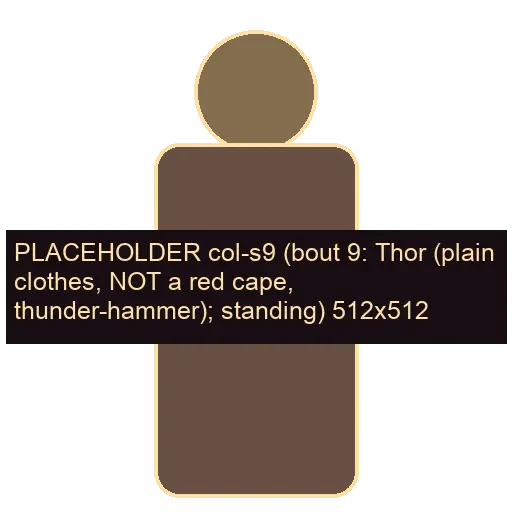 PLACEHOLDER col-s9 (bout 9: Thor (plain
clothes, NOT a red cape,
thunder-hammer); standing) 512x512